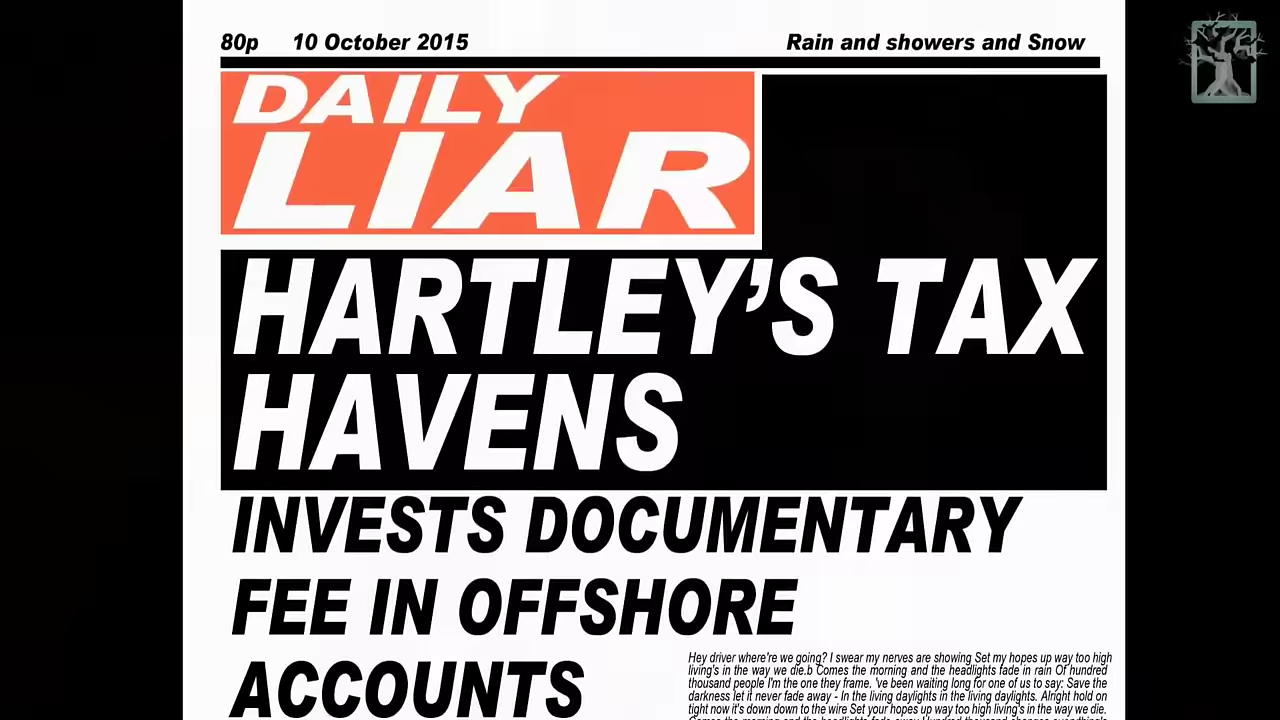 80p 10 October 2015 Rain and showers and Snow
DAILY
LIAR
HARTLEY'S TAX
HAVENS
INVESTS DOCUMENTARY
FEE IN OFFSHORE
ACCOUNTS
Hey driver where're we going? I swear my nerves are showing Set my hopes up way too high
living's in the way we die.b Comes the morning and the headlights fade in rain Of hundred
thousand people I'm the one they frame. 've been waiting long for one of us to say: Save the
darkness let it never fade away - In the living daylights in the living daylights. Alright hold on
tight now it's down down to the wire Set your hopes up way too high living's in the way we die.